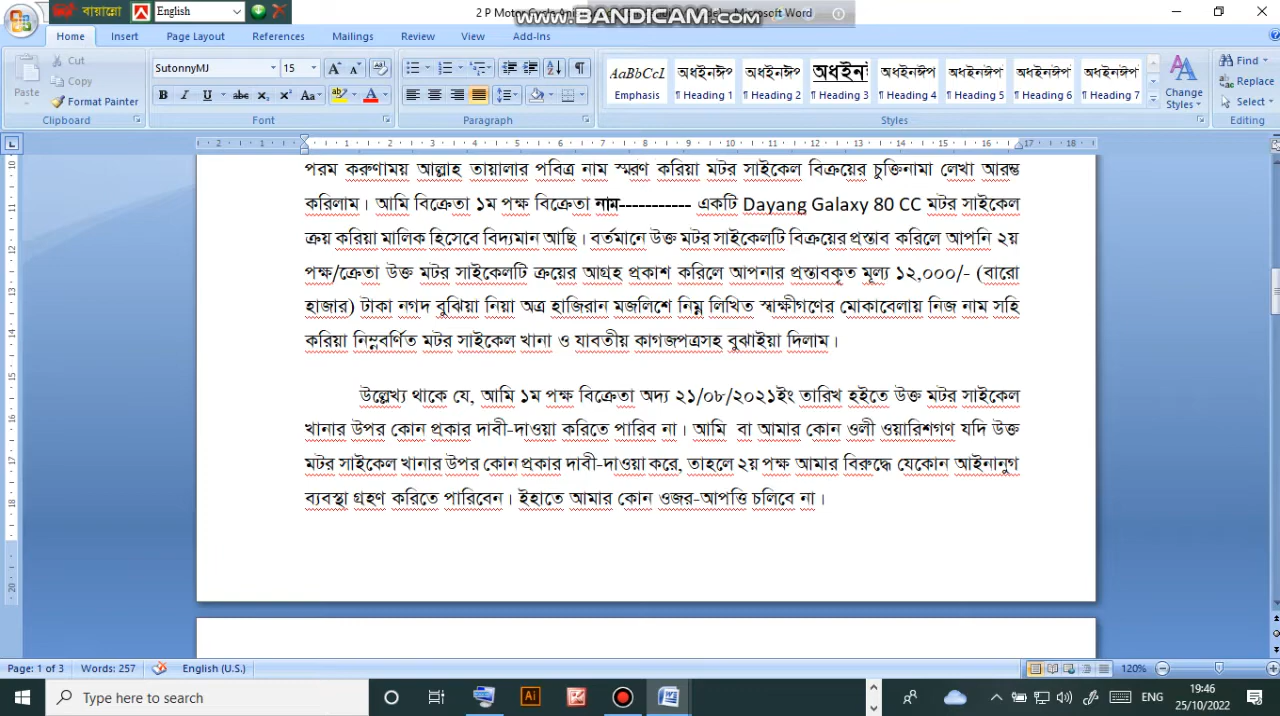 বায়ান্নো English 2 P Motor Cycle www.BANDICAM.com Microsoft Word
Home Insert Page Layout References Mailings Review View Add-Ins
Paste Cut Copy Format Painter
SutonnyMJ 15
AaBbCcL অধইনঈপ অধইনঈপ অধইনঁ অধইনঈপ অধইনঈপ অধইনঈপ অধইনঈপ
Emphasis ¶ Heading 1 ¶ Heading 2 ¶ Heading 3 ¶ Heading 4 ¶ Heading 5 ¶ Heading 6 ¶ Heading 7
Change Styles
Find
Replace
Select
Clipboard Font Paragraph Styles Editing
পরম করুণাময় আল্লাহ তায়ালার পবিত্র নাম স্মরণ করিয়া মটর সাইকেল বিক্রয়ের চুক্তিনামা লেখা আরম্ভ
করিলাম। আমি বিক্রেতা ১ম পক্ষ বিক্রেতা নাম----------- একটি Dayang Galaxy 80 CC মটর সাইকেল
ক্রয় করিয়া মালিক হিসেবে বিদ্যমান আছি। বর্তমানে উক্ত মটর সাইকেলটি বিক্রয়ের প্রস্তাব করিলে আপনি ২য়
পক্ষ/ক্রেতা উক্ত মটর সাইকেলটি ক্রয়ের আগ্রহ প্রকাশ করিলে আপনার প্রস্তাবকৃত মূল্য ১২,০০০/- (বারো
হাজার) টাকা নগদ বুঝিয়া নিয়া অত্র হাজিরান মজলিশে নিম্ন লিখিত স্বাক্ষীগণের মোকাবেলায় নিজ নাম সহি
করিয়া নিম্নবর্ণিত মটর সাইকেল খানা ও যাবতীয় কাগজপত্রসহ বুঝাইয়া দিলাম।
উল্লেখ্য থাকে যে, আমি ১ম পক্ষ বিক্রেতা অদ্য ২১/০৮/২০২১ইং তারিখ হইতে উক্ত মটর সাইকেল
খানার উপর কোন প্রকার দাবী-দাওয়া করিতে পারিব না। আমি বা আমার কোন ওলী ওয়ারিশগণ যদি উক্ত
মটর সাইকেল খানার উপর কোন প্রকার দাবী-দাওয়া করে, তাহলে ২য় পক্ষ আমার বিরুদ্ধে যেকোন আইনানুগ
ব্যবস্থা গ্রহণ করিতে পারিবেন। ইহাতে আমার কোন ওজর-আপত্তি চলিবে না।
Page: 1 of 3 Words: 257 English (U.S.) 120%
Type here to search ENG 19:46
25/10/2022